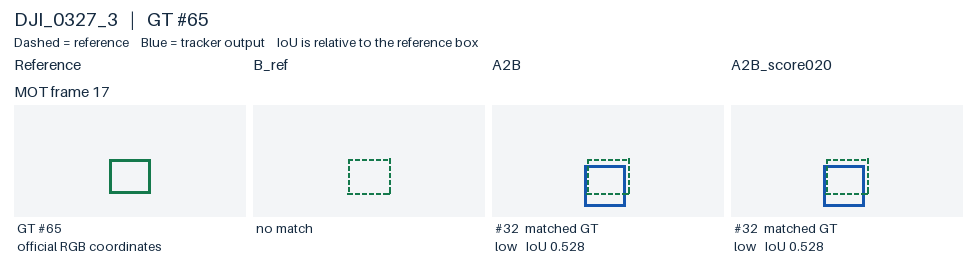 DJI_0327_3 | GT #65
Dashed = reference Blue = tracker output IoU is relative to the reference box
Reference B_ref A2B A2B_score020
MOT frame 17
GT #65 no match #32 matched GT #32 matched GT
official RGB coordinates low IoU 0.528 low IoU 0.528